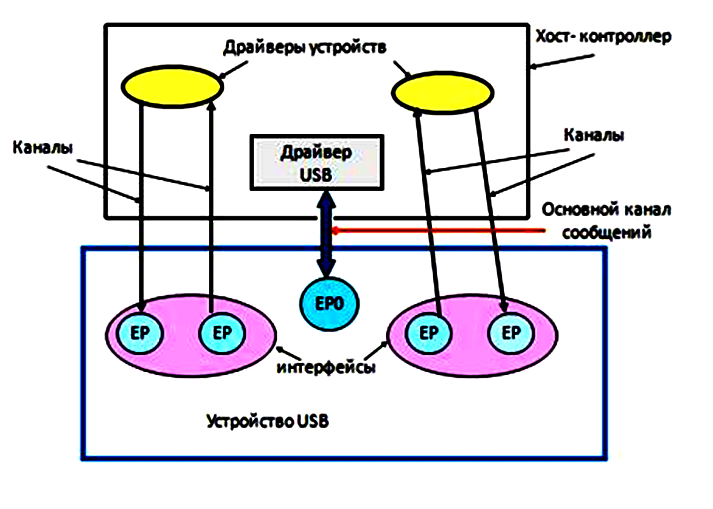 Хост- контроллер
Драйверы устройств
Каналы
Каналы
Драйвер
USB
Основной канал
сообщений
EP0
EP
EP
EP
EP
интерфейсы
Устройство USB